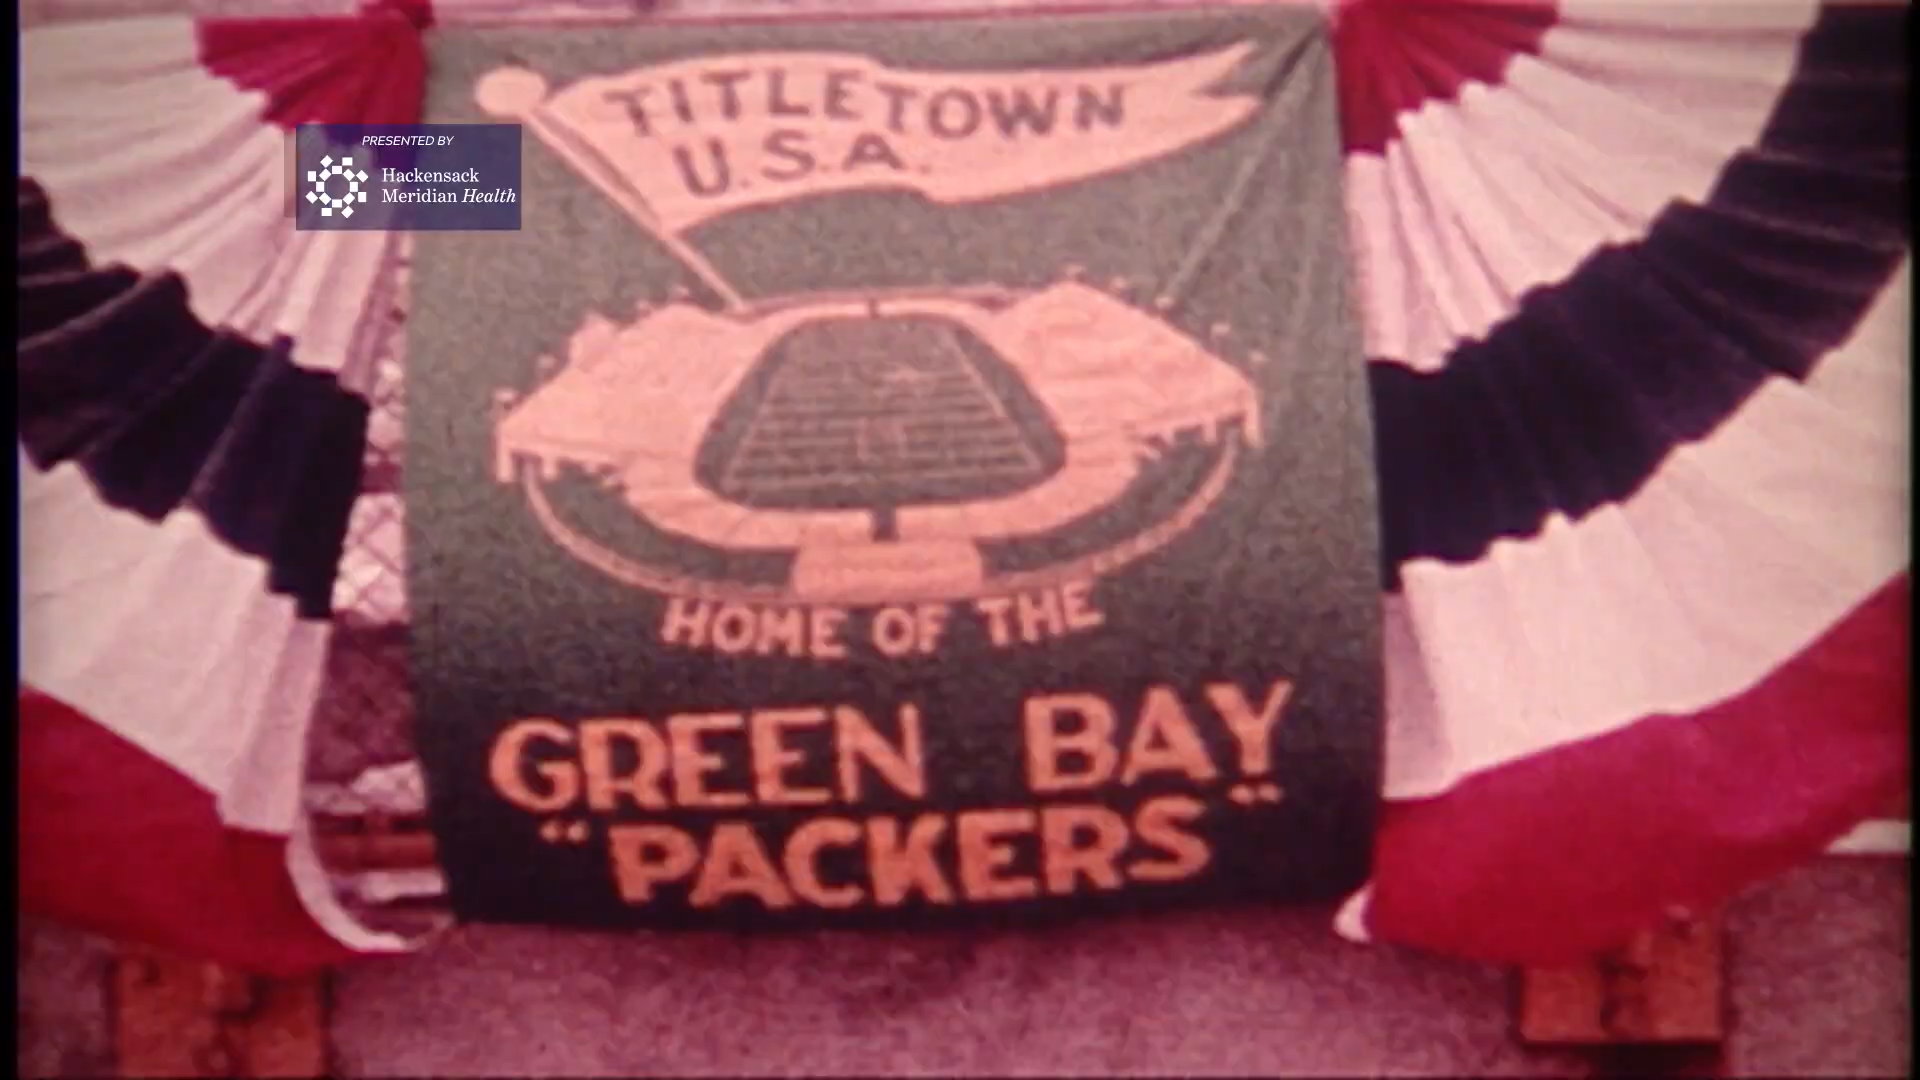 TITLETOWN
U.S.A.
PRESENTED BY
Hackensack
Meridian Health
HOME OF THE
GREEN BAY
"PACKERS"